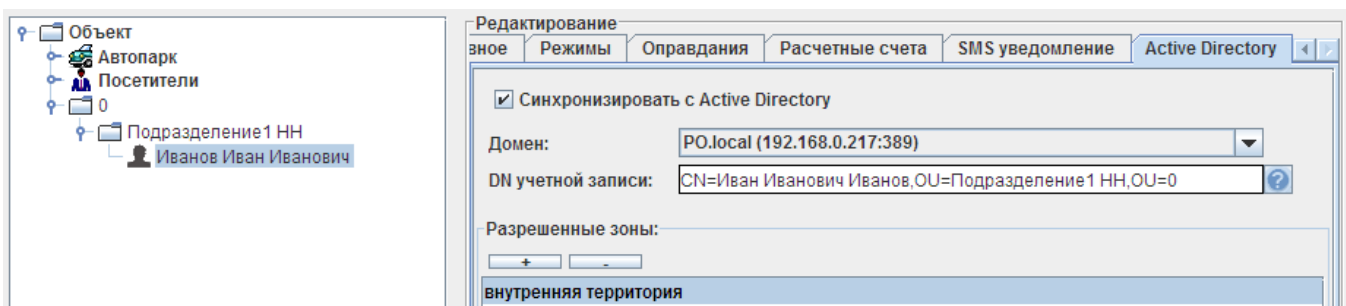 Объект
Автопарк
Посетители
0
Подразделение1 НН
Иванов Иван Иванович
Редактирование
вное Режимы Оправдания Расчетные счета SMS уведомление Active Directory
Синхронизировать с Active Directory
Домен: PO.local (192.168.0.217:389)
DN учетной записи: CN=Иван Иванович Иванов,OU=Подразделение1 НН,OU=0 ?
Разрешенные зоны:
+ -
внутренняя территория